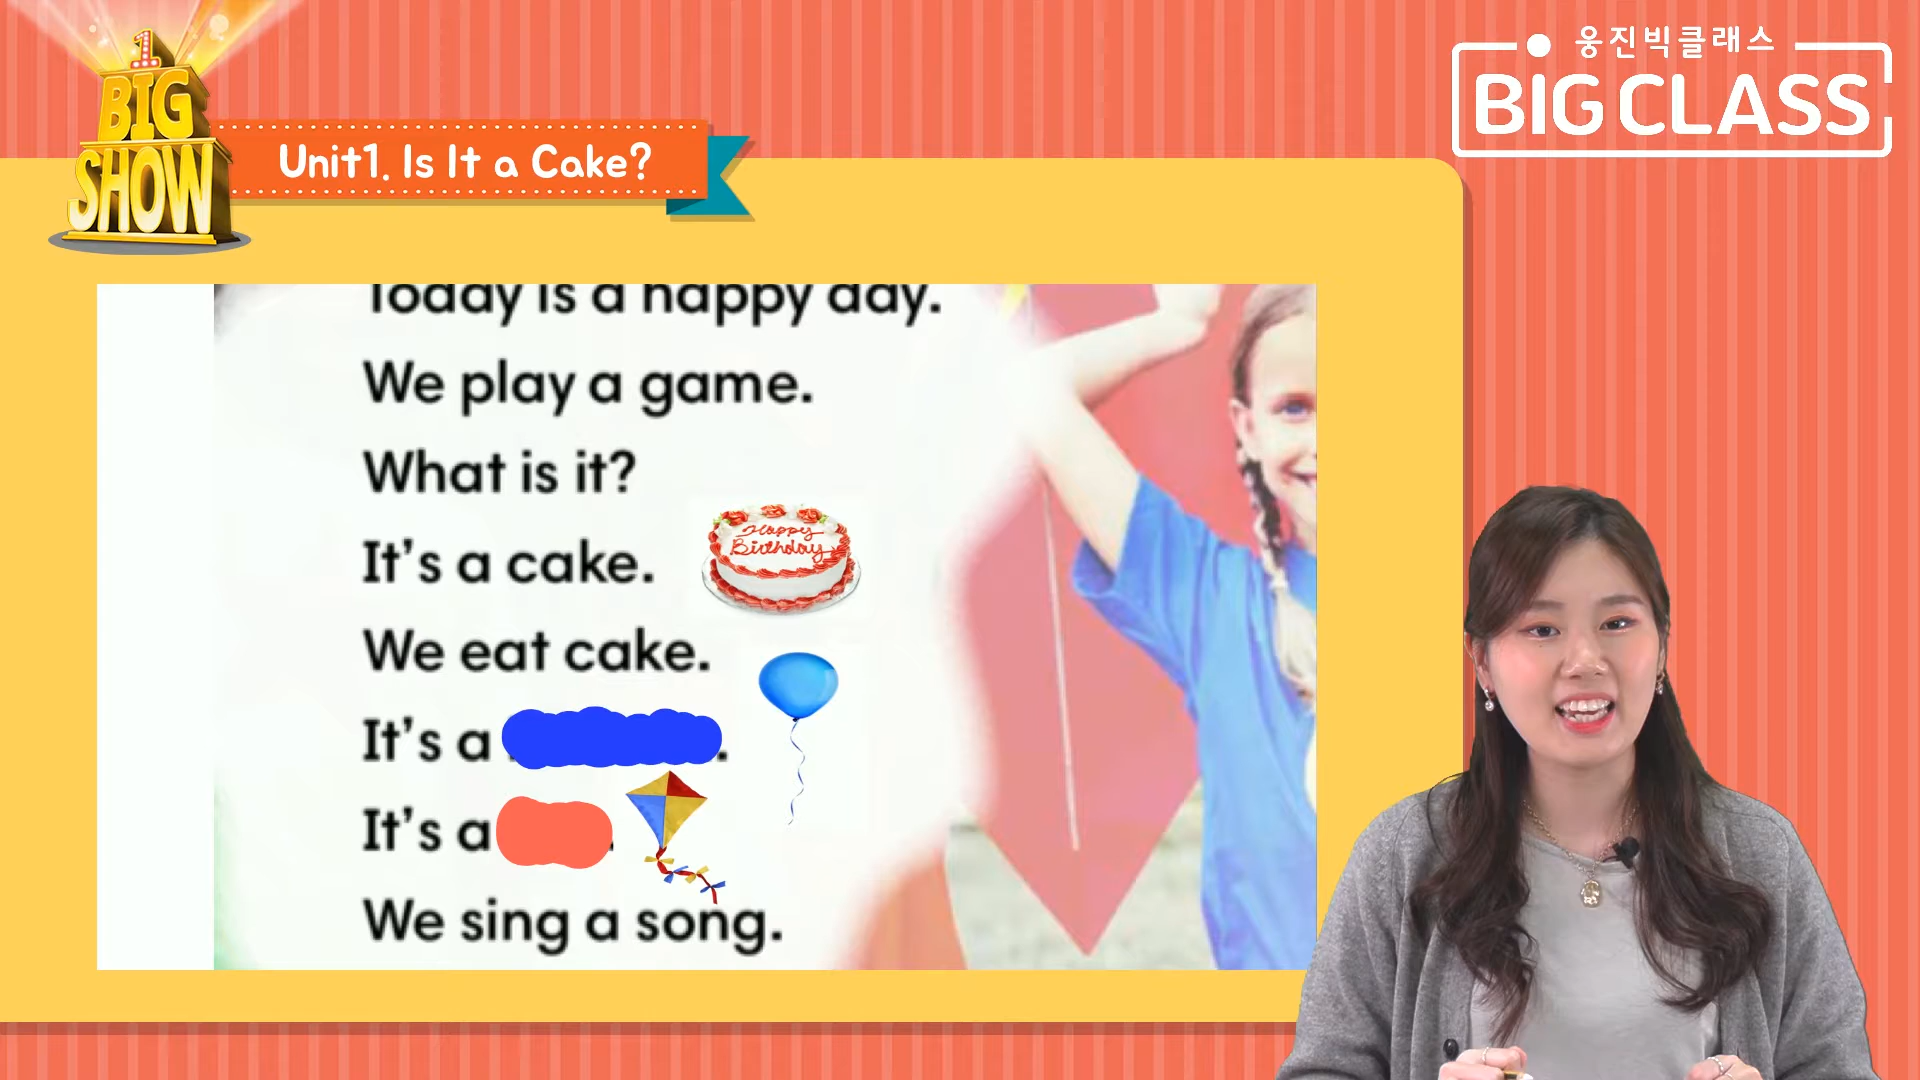 1
BIG
SHOW
Unit1. Is It a Cake?
웅진빅클래스
BIG CLASS
Today is a happy day.
We play a game.
What is it?
It's a cake.
Happy
Birthday
We eat cake.
It's a .
It's a .
We sing a song.